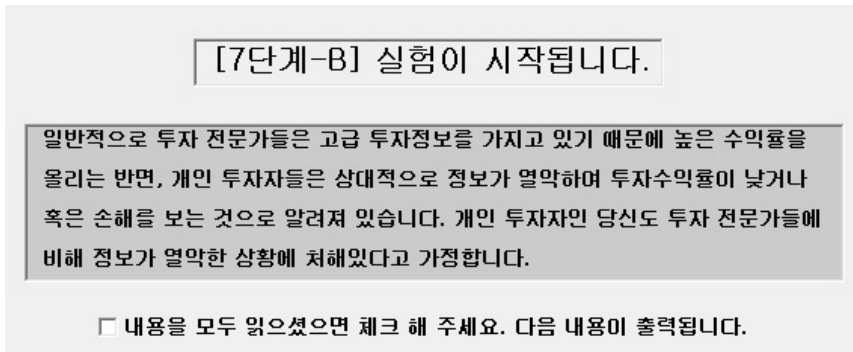 [7단계-B] 실험이 시작됩니다.
일반적으로 투자 전문가들은 고급 투자정보를 가지고 있기 때문에 높은 수익률을
올리는 반면, 개인 투자자들은 상대적으로 정보가 열악하여 투자수익률이 낮거나
혹은 손해를 보는 것으로 알려져 있습니다. 개인 투자자인 당신도 투자 전문가들에
비해 정보가 열악한 상황에 처해있다고 가정합니다.
내용을 모두 읽으셨으면 체크 해 주세요. 다음 내용이 출력됩니다.